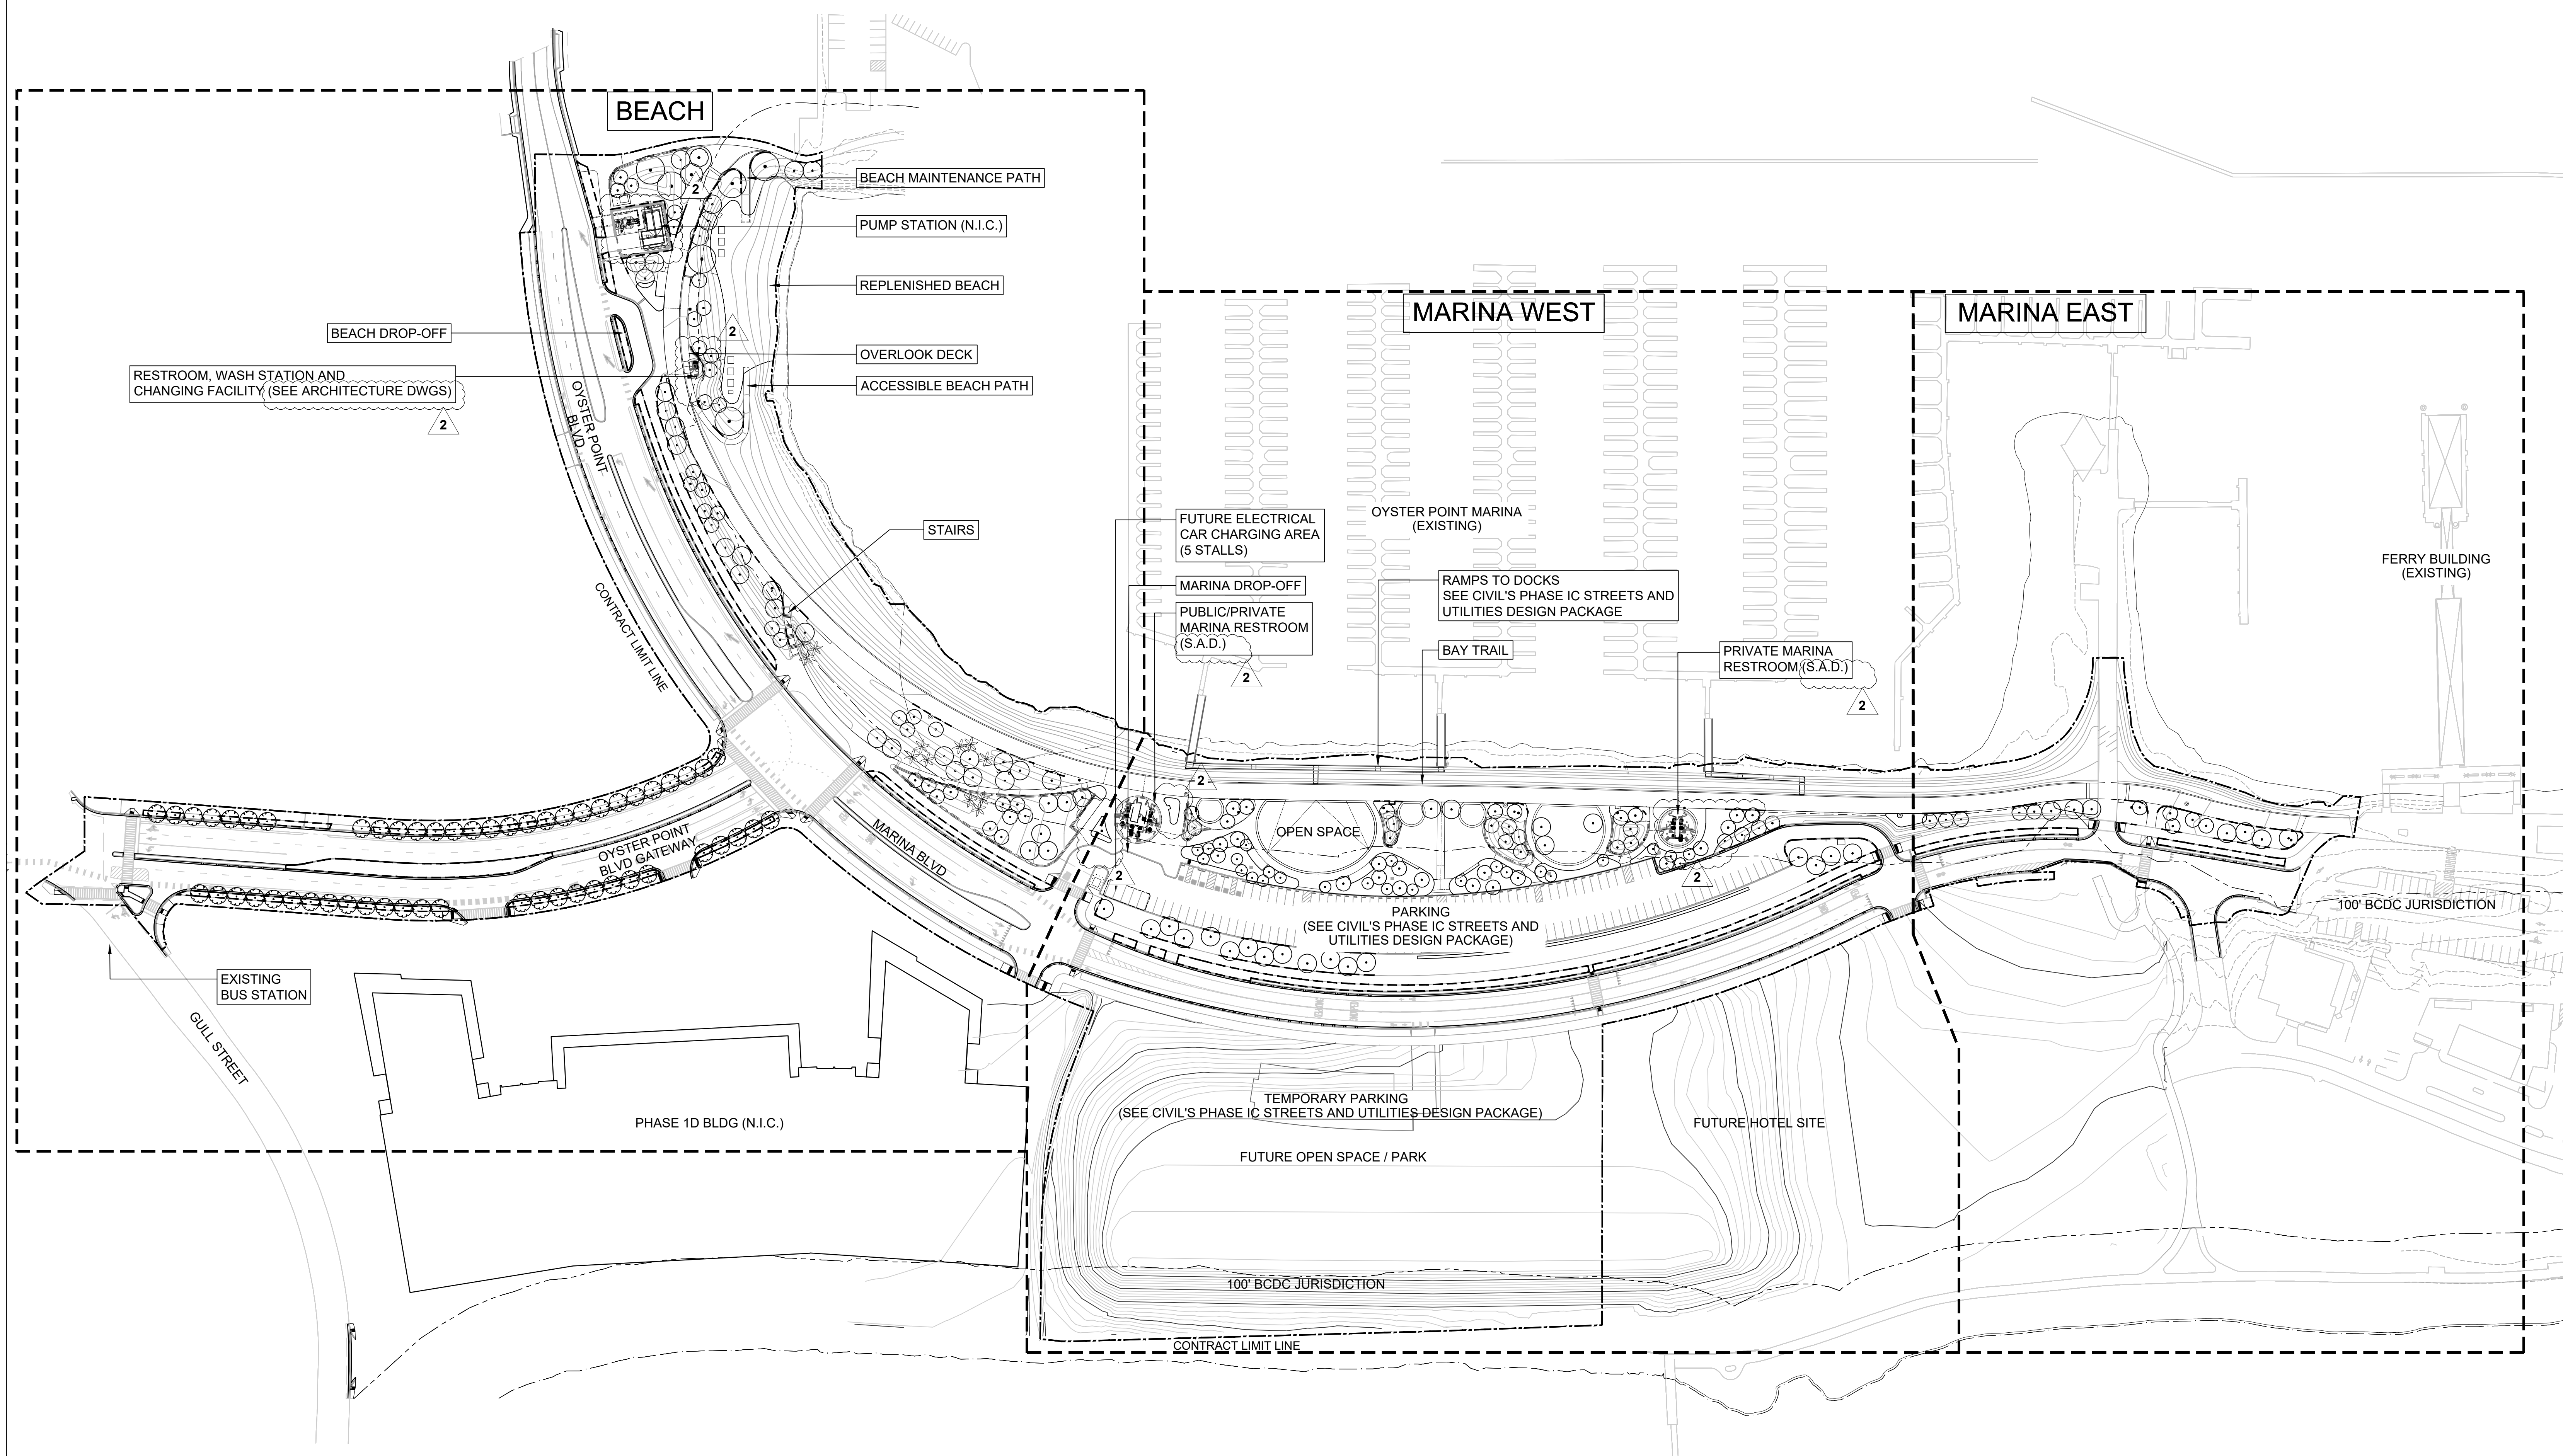 BEACH
BEACH MAINTENANCE PATH
2
PUMP STATION (N.I.C.)
REPLENISHED BEACH
BEACH DROP-OFF
2
OVERLOOK DECK
RESTROOM, WASH STATION AND
CHANGING FACILITY (SEE ARCHITECTURE DWGS)
2
ACCESSIBLE BEACH PATH
OYSTER POINT
BLVD
STAIRS
CONTRACT LIMIT LINE
MARINA WEST
MARINA EAST
FUTURE ELECTRICAL
CAR CHARGING AREA
(5 STALLS)
OYSTER POINT MARINA
(EXISTING)
MARINA DROP-OFF
PUBLIC/PRIVATE
MARINA RESTROOM
(S.A.D.)
2
RAMPS TO DOCKS
SEE CIVIL'S PHASE IC STREETS AND
UTILITIES DESIGN PACKAGE
BAY TRAIL
PRIVATE MARINA
RESTROOM (S.A.D.)
2
FERRY BUILDING
(EXISTING)
2
OPEN SPACE
OYSTER POINT
BLVD GATEWAY
MARINA BLVD
2
2
PARKING
(SEE CIVIL'S PHASE IC STREETS AND
UTILITIES DESIGN PACKAGE)
100' BCDC JURISDICTION
EXISTING
BUS STATION
GULL STREET
PHASE 1D BLDG (N.I.C.)
TEMPORARY PARKING
(SEE CIVIL'S PHASE IC STREETS AND UTILITIES DESIGN PACKAGE)
FUTURE HOTEL SITE
FUTURE OPEN SPACE / PARK
100' BCDC JURISDICTION
CONTRACT LIMIT LINE